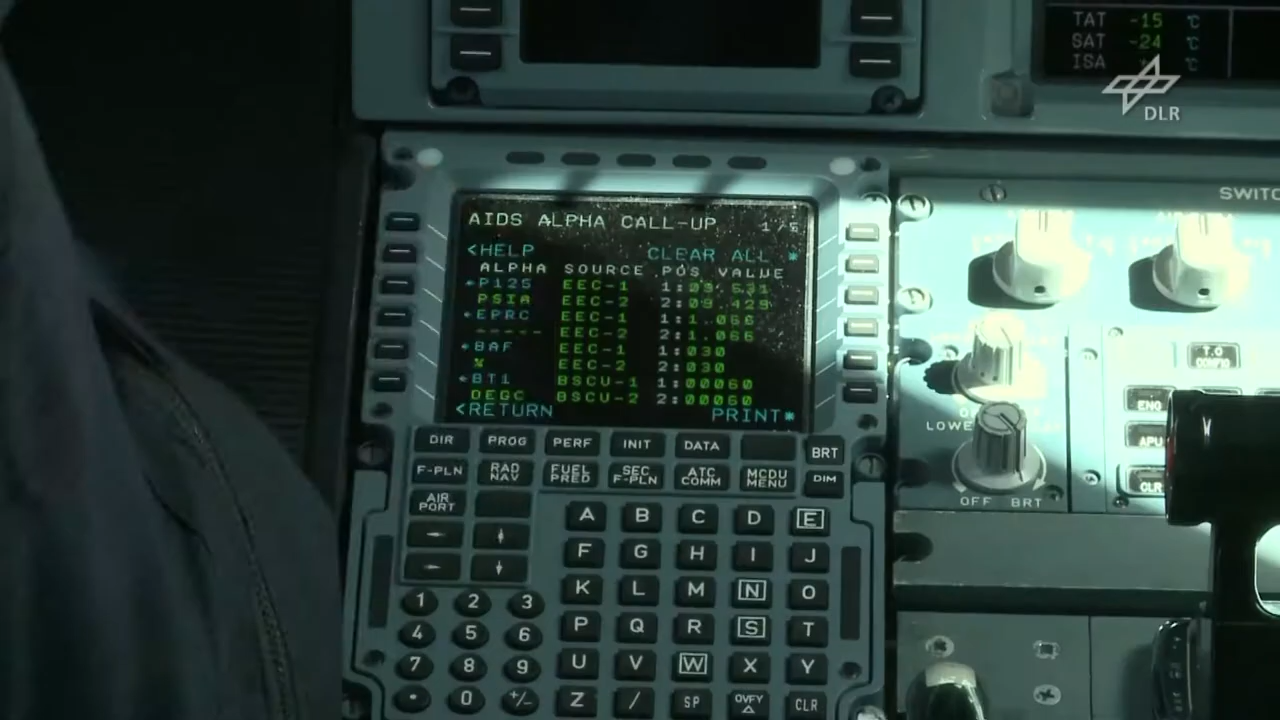 TAT -15 °C
SAT -24 °C
ISA °C
DLR
AIDS ALPHA CALL-UP 1/5
<HELP CLEAR ALL *
ALPHA SOURCE POS VALUE
P125 EEC-1 1:09.531
PSIA EEC-2 2:09.429
EPRC EEC-1 1:1.066
----- EEC-2 2:1.066
BAF EEC-1 1:030
% EEC-2 2:030
BT1 BSCU-1 1:00060
DEGC BSCU-2 2:00060
<RETURN PRINT*
DIR PROG PERF INIT DATA BRT
F-PLN RAD NAV FUEL PRED SEC F-PLN ATC COMM MCDU MENU DIM
AIR PORT
A B C D E
F G H I J
K L M N O
P Q R S T
U V W X Y
Z / SP OVFY △ CLR
← ↑
← ↓
1 2 3
4 5 6
7 8 9
. 0 +/-
T.O CONFIG
ENG
APU
CLR
OFF BRT